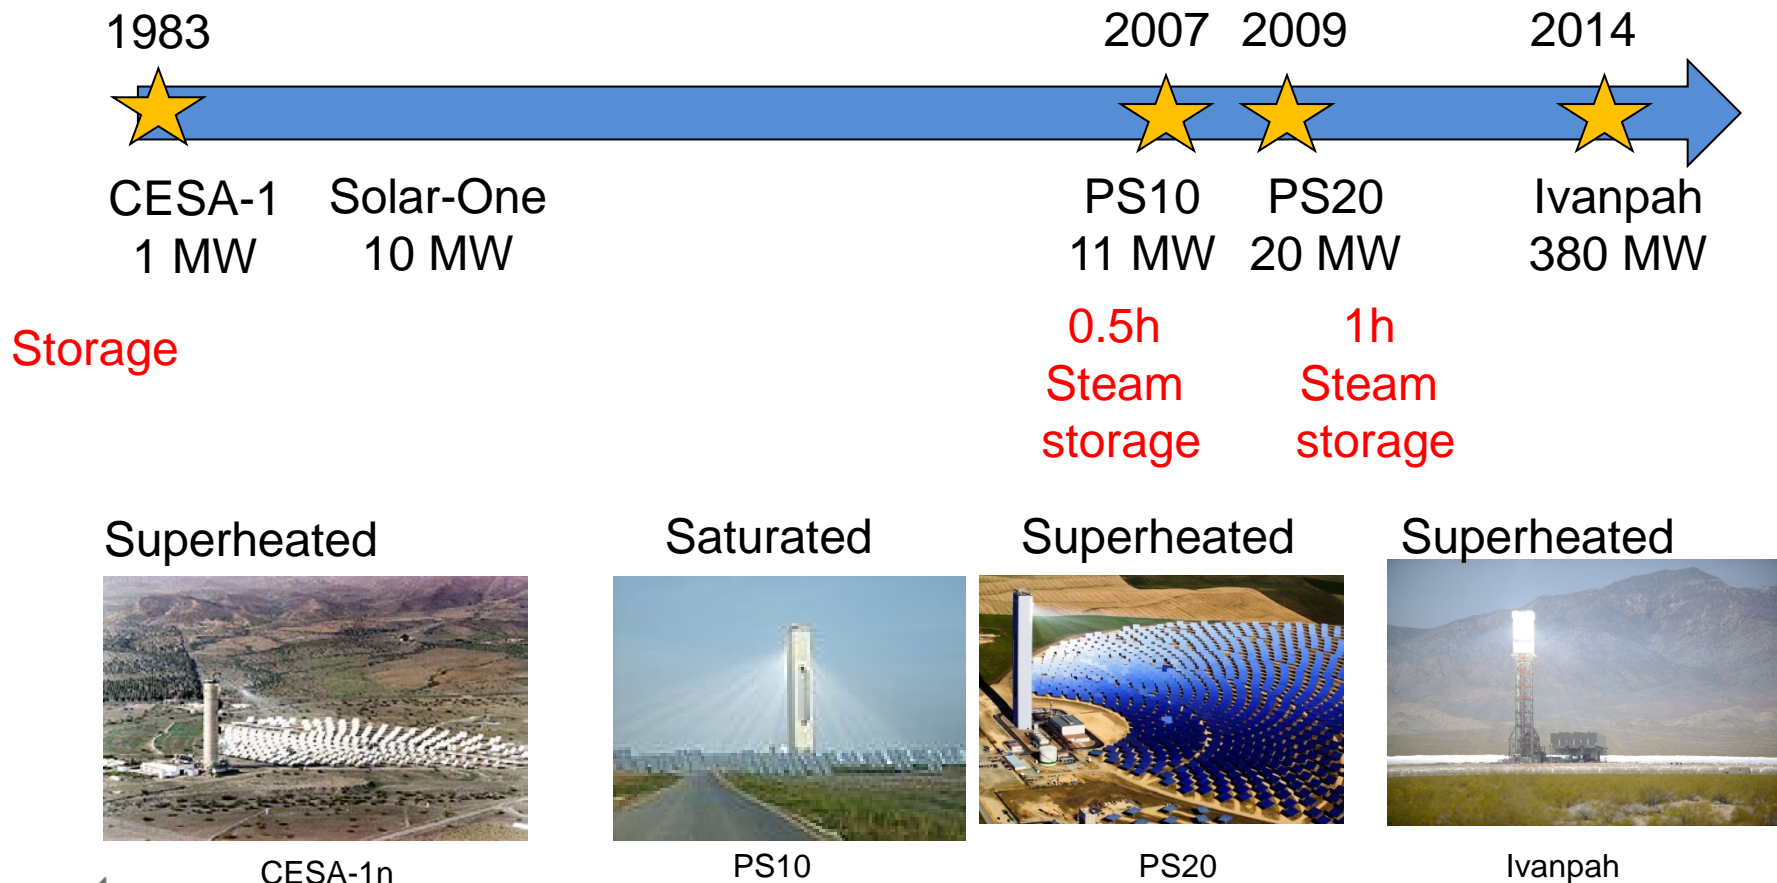 1983
2007
2009
2014
CESA-1
1 MW
Solar-One
10 MW
PS10
11 MW
PS20
20 MW
Ivanpah
380 MW
Storage
0.5h
Steam
storage
1h
Steam
storage
Superheated
Saturated
Superheated
Superheated
CESA-1n
PS10
PS20
Ivanpah